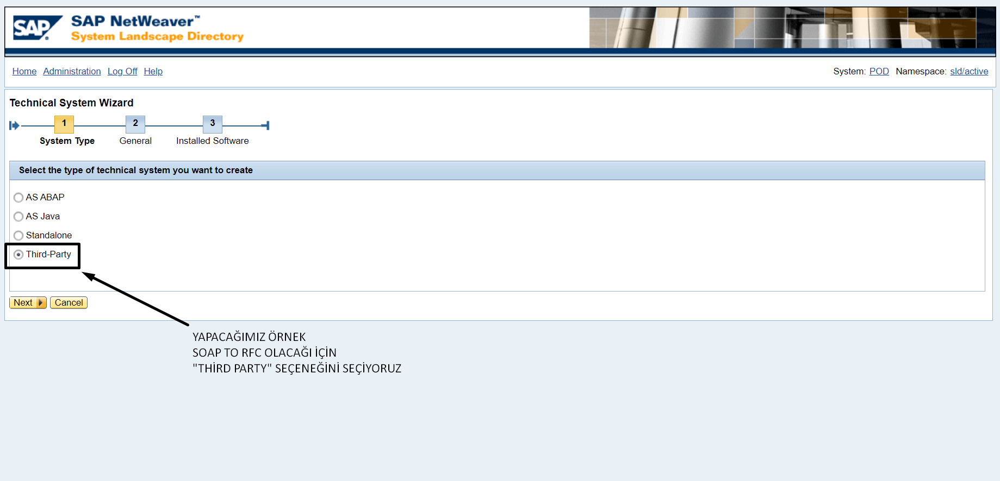 SAP
SAP NetWeaver™
System Landscape Directory
Home Administration Log Off Help
System: POD Namespace: sld/active
Technical System Wizard
1 2 3
System Type General Installed Software
Select the type of technical system you want to create
AS ABAP
AS Java
Standalone
Third-Party
Next Cancel
YAPACAĞIMIZ ÖRNEK
SOAP TO RFC OLACAĞI İÇİN
"THİRD PARTY" SEÇENEĞİNİ SEÇİYORUZ